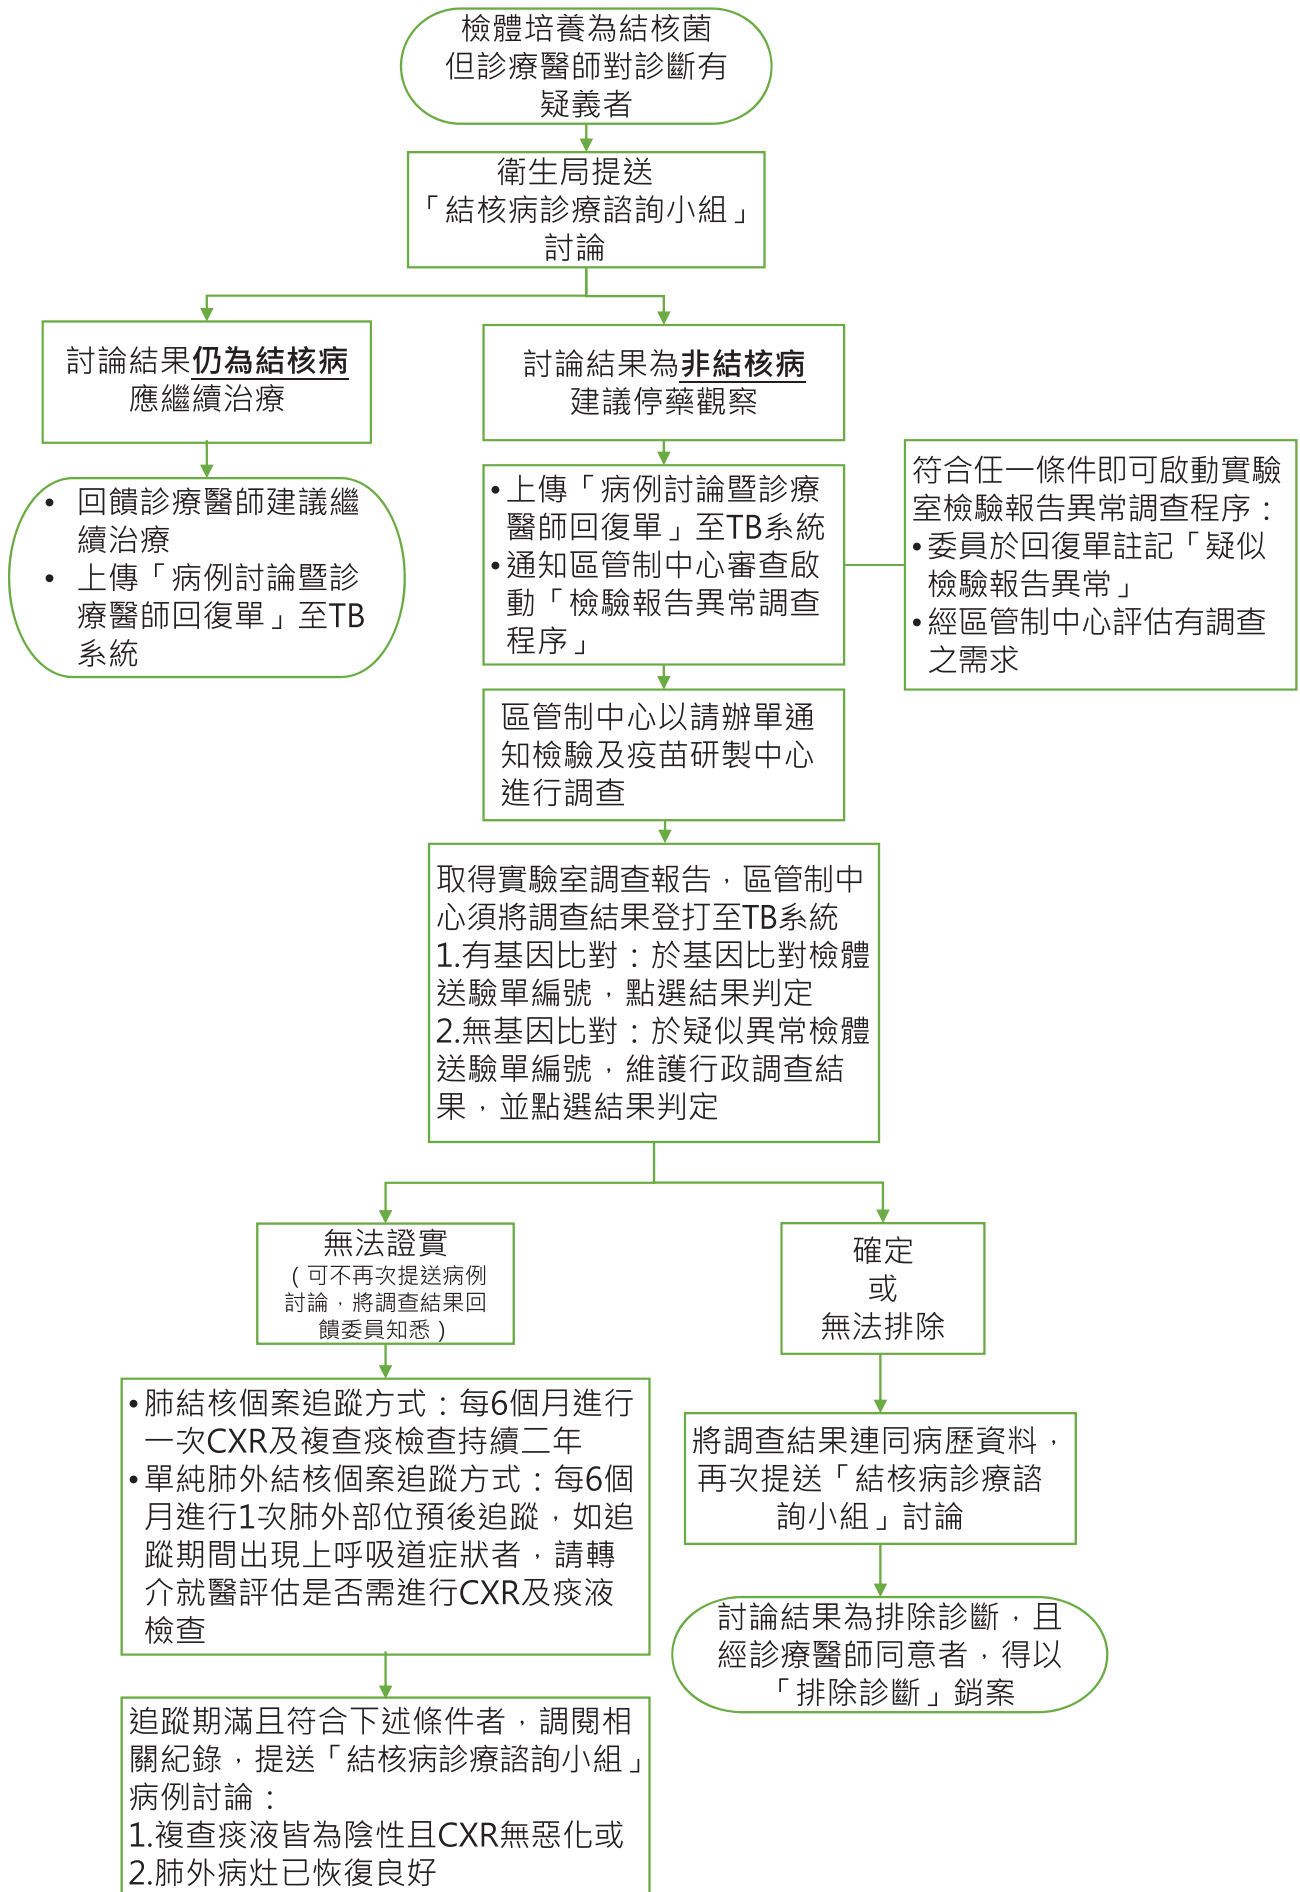 檢體培養為結核菌
但診療醫師對診斷有
疑義者
衛生局提送
「結核病診療諮詢小組」
討論
討論結果仍為結核病
應繼續治療
討論結果為非結核病
建議停藥觀察
• 回饋診療醫師建議繼
續治療
• 上傳「病例討論暨診
療醫師回復單」至TB
系統
•上傳「病例討論暨診療
醫師回復單」至TB系統
•通知區管制中心審查啟
動「檢驗報告異常調查
程序」
符合任一條件即可啟動實驗
室檢驗報告異常調查程序：
•委員於回復單註記「疑似
檢驗報告異常」
•經區管制中心評估有調查
之需求
區管制中心以請辦單通
知檢驗及疫苗研製中心
進行調查
取得實驗室調查報告，區管制中
心須將調查結果登打至TB系統
1.有基因比對：於基因比對檢體
送驗單編號，點選結果判定
2.無基因比對：於疑似異常檢體
送驗單編號，維護行政調查結
果，並點選結果判定
無法證實
（可不再次提送病例
討論，將調查結果回
饋委員知悉）
確定
或
無法排除
•肺結核個案追蹤方式：每6個月進行
一次CXR及複查痰檢查持續二年
•單純肺外結核個案追蹤方式：每6個
月進行1次肺外部位預後追蹤，如追
蹤期間出現上呼吸道症狀者，請轉
介就醫評估是否需進行CXR及痰液
檢查
將調查結果連同病歷資料，
再次提送「結核病診療諮
詢小組」討論
討論結果為排除診斷，且
經診療醫師同意者，得以
「排除診斷」銷案
追蹤期滿且符合下述條件者，調閱相
關紀錄，提送「結核病診療諮詢小組」
病例討論：
1.複查痰液皆為陰性且CXR無惡化或
2.肺外病灶已恢復良好